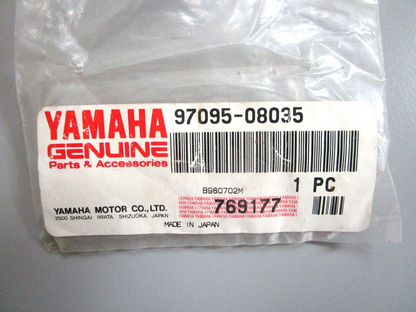 YAMAHA
GENUINE
Parts & Accessories
97095-08035
B980702M
1 PC
YAMAHA MOTOR CO., LTD.
2500 SHINGAI IWATA SHIZUOKA JAPAN
769177
MADE IN JAPAN